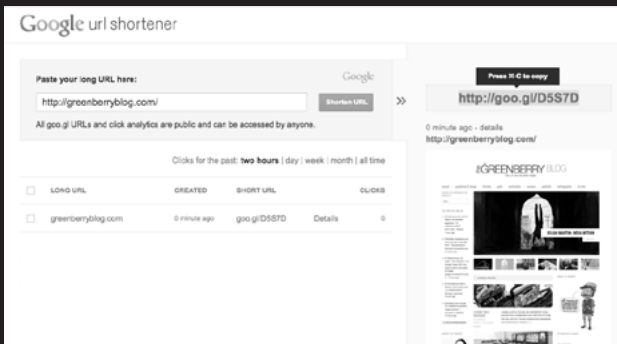 Google url shortener
Paste your long URL here:
Google
http://greenberryblog.com/
Shorten URL
All goo.gl URLs and click analytics are public and can be accessed by anyone.
Clicks for the past: two hours | day | week | month | all time
LONG URL CREATED SHORT URL CLICKS
greenberryblog.com 0 minute ago goo.gl/D5S7D Details 0
»
Press ⌘-C to copy
http://goo.gl/D5S7D
0 minute ago - details
http://greenberryblog.com/
THE GREENBERRY BLOG